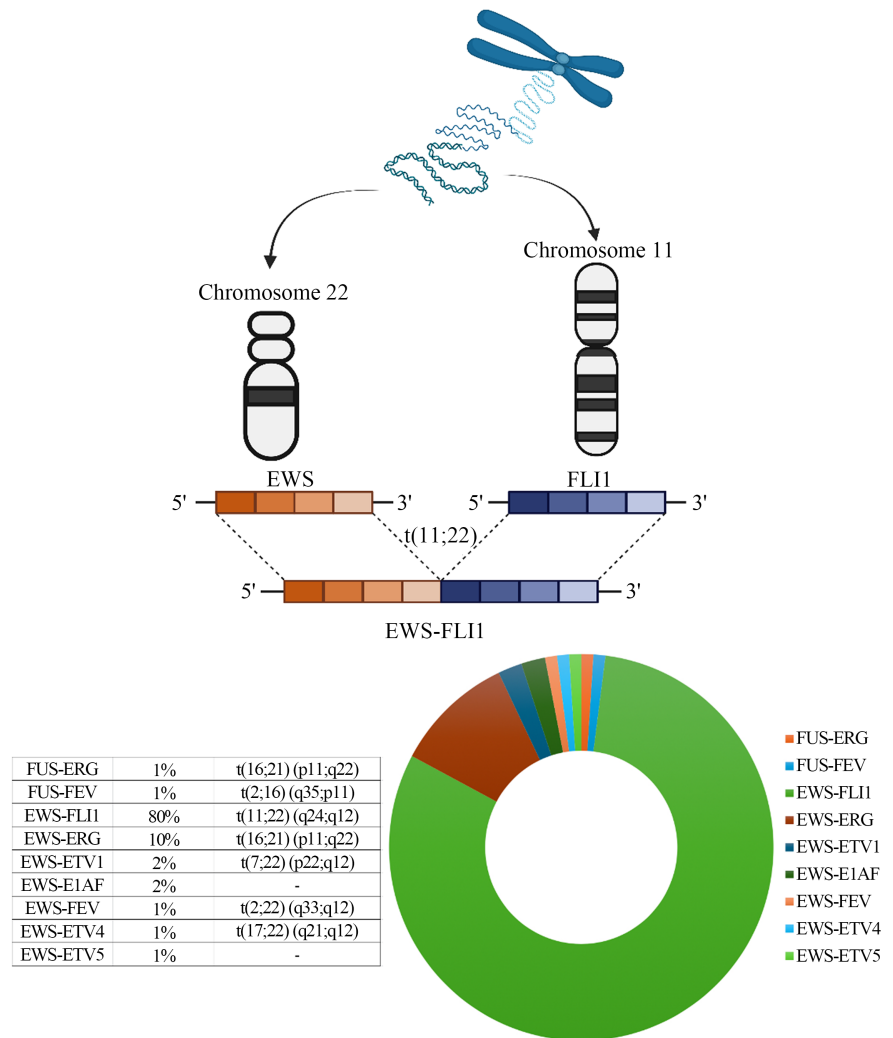 Chromosome 11
Chromosome 22
EWS
FLI1
5' 3' 5' 3'
t(11;22)
5' 3'
EWS-FLI1
FUS-ERG 1% t(16;21) (p11;q22)
FUS-FEV 1% t(2;16) (q35;p11)
EWS-FLI1 80% t(11;22) (q24;q12)
EWS-ERG 10% t(16;21) (p11;q22)
EWS-ETV1 2% t(7;22) (p22;q12)
EWS-E1AF 2% -
EWS-FEV 1% t(2;22) (q33;q12)
EWS-ETV4 1% t(17;22) (q21;q12)
EWS-ETV5 1% -
FUS-ERG
FUS-FEV
EWS-FLI1
EWS-ERG
EWS-ETV1
EWS-E1AF
EWS-FEV
EWS-ETV4
EWS-ETV5